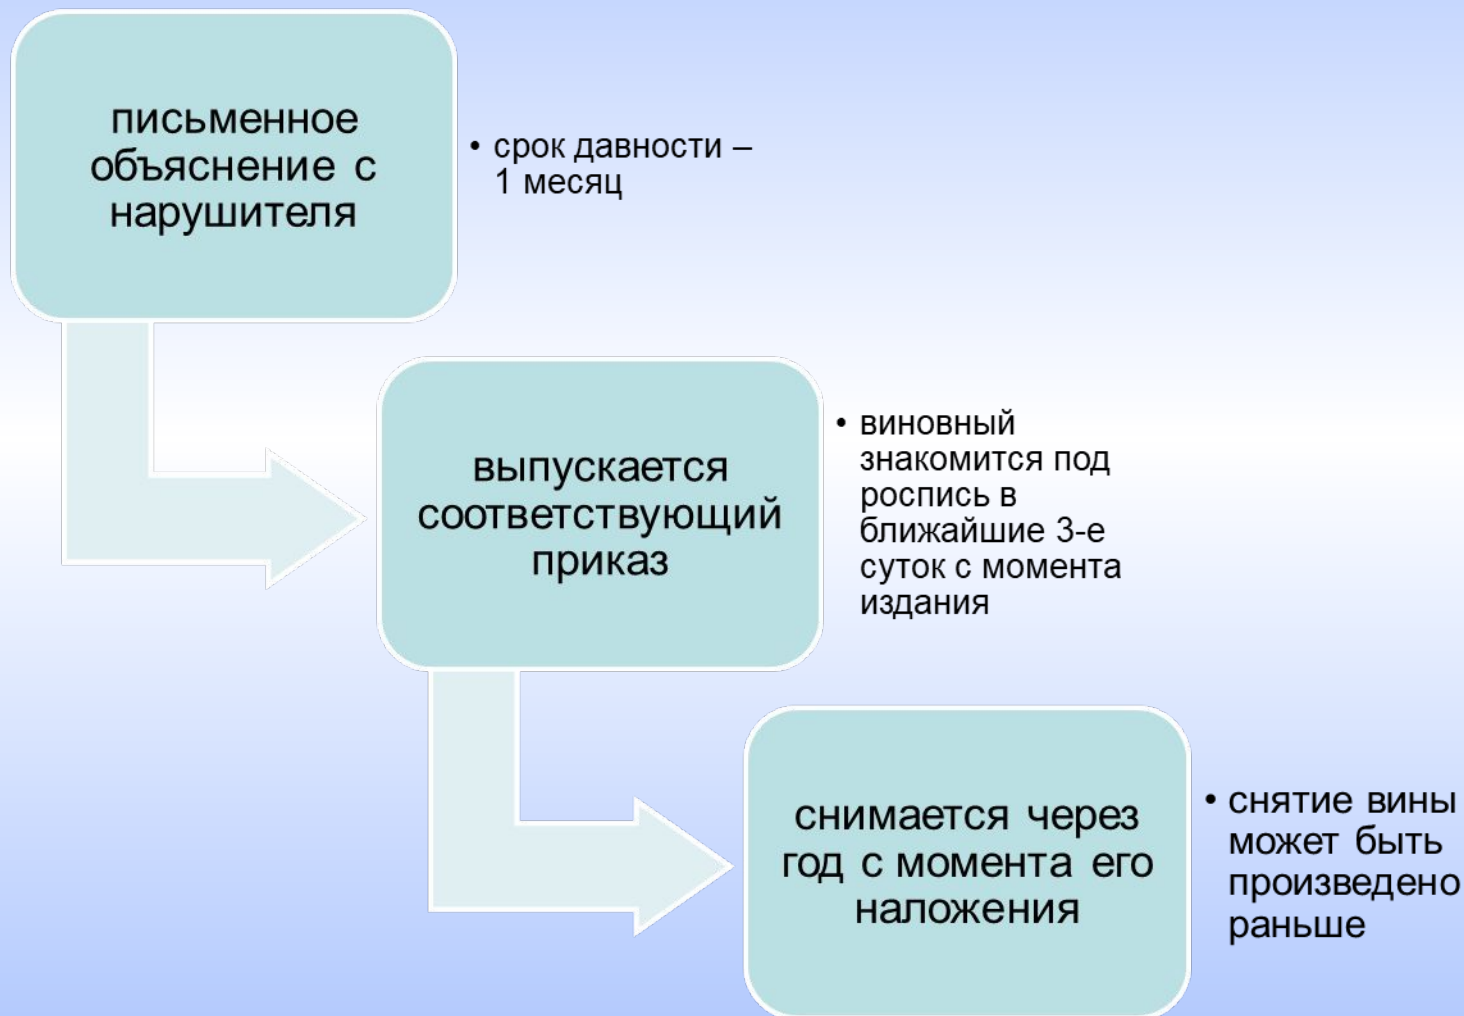 письменное
объяснение с
нарушителя
• срок давности –
1 месяц
выпускается
соответствующий
приказ
• виновный
знакомится под
роспись в
ближайшие 3-е
суток с момента
издания
снимается через
год с момента его
наложения
• снятие вины
может быть
произведено
раньше